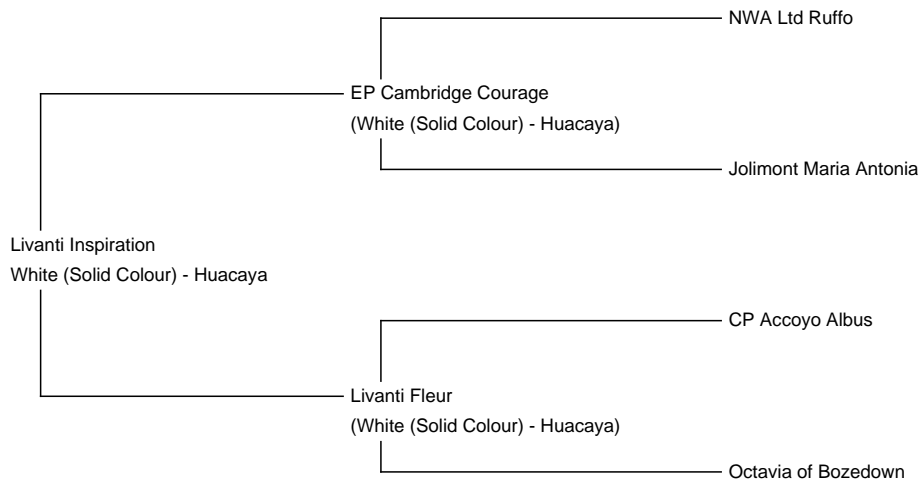 NWA Ltd Ruffo
EP Cambridge Courage
(White (Solid Colour) - Huacaya)
Jolimont Maria Antonia
Livanti Inspiration
White (Solid Colour) - Huacaya
CP Accoyo Albus
Livanti Fleur
(White (Solid Colour) - Huacaya)
Octavia of Bozedown